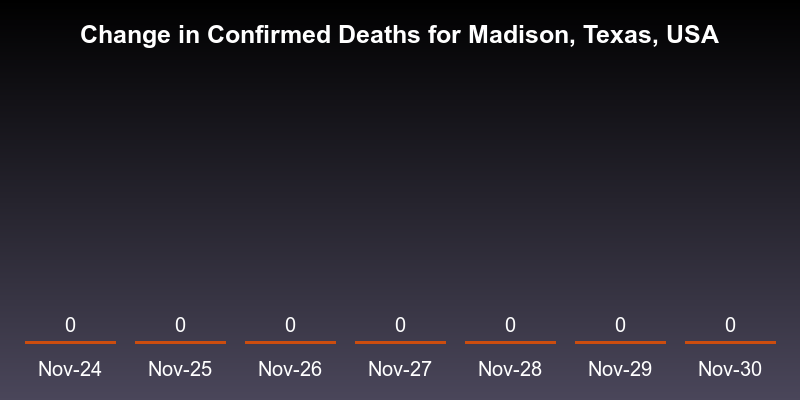 Change in Confirmed Deaths for Madison, Texas, USA
0 0 0 0 0 0 0
Nov-24 Nov-25 Nov-26 Nov-27 Nov-28 Nov-29 Nov-30